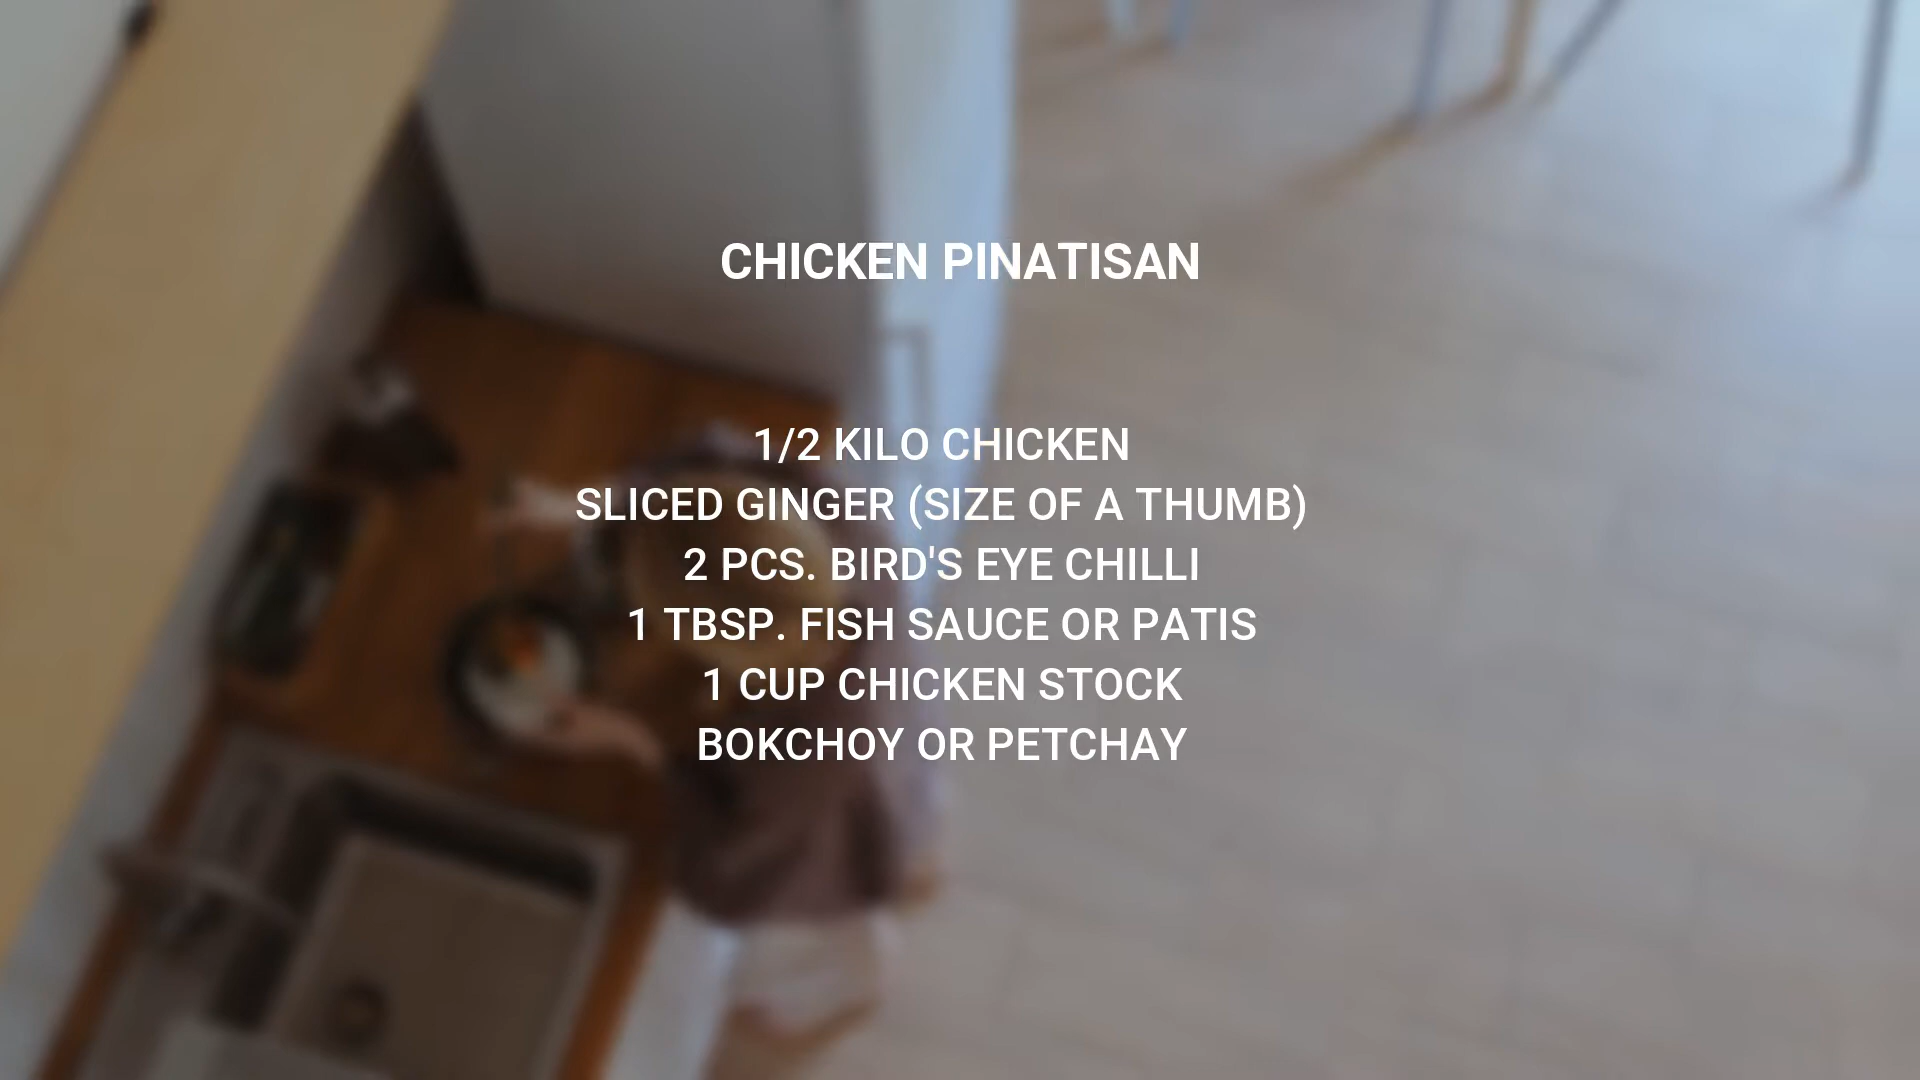 CHICKEN PINATISAN
1/2 KILO CHICKEN
SLICED GINGER (SIZE OF A THUMB)
2 PCS. BIRD'S EYE CHILLI
1 TBSP. FISH SAUCE OR PATIS
1 CUP CHICKEN STOCK
BOKCHOY OR PETCHAY